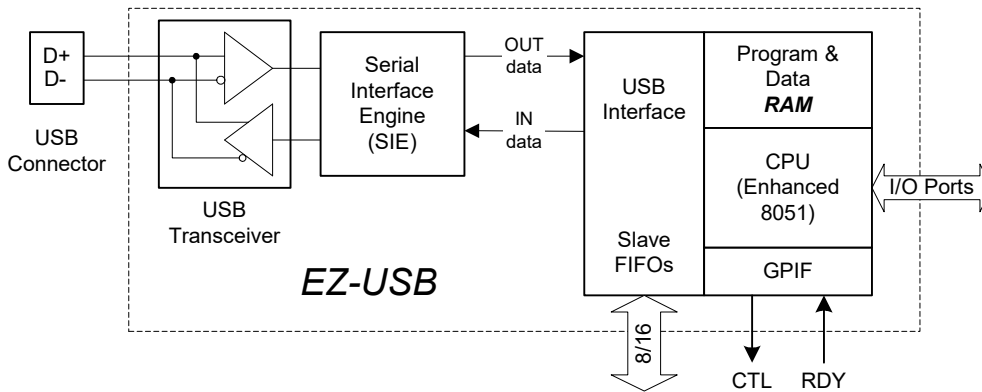 D+
D-
USB
Connector
USB
Transceiver
Serial
Interface
Engine
(SIE)
OUT
data
IN
data
USB
Interface
Slave
FIFOs
Program &
Data
RAM
CPU
(Enhanced
8051)
GPIF
I/O Ports
EZ-USB
8/16
CTL
RDY